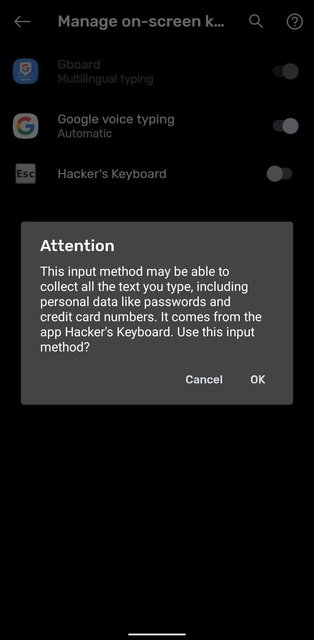 Manage on-screen k...
Gboard
Multilingual typing
Google voice typing
Automatic
Esc
Hacker's Keyboard
Attention
This input method may be able to
collect all the text you type, including
personal data like passwords and
credit card numbers. It comes from the
app Hacker's Keyboard. Use this input
method?
Cancel OK